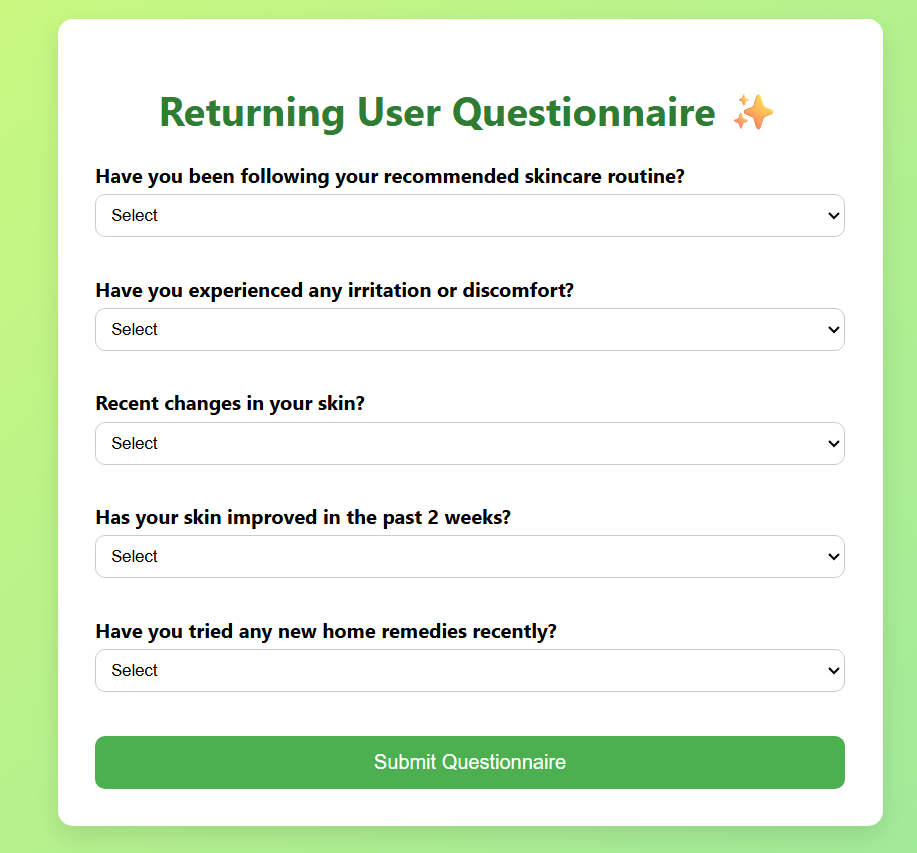 Returning User Questionnaire ✨
Have you been following your recommended skincare routine?
Select
Have you experienced any irritation or discomfort?
Select
Recent changes in your skin?
Select
Has your skin improved in the past 2 weeks?
Select
Have you tried any new home remedies recently?
Select
Submit Questionnaire